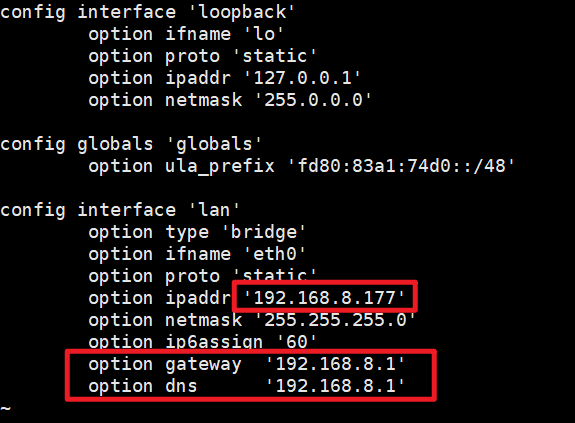 config interface 'loopback'
        option ifname 'lo'
        option proto 'static'
        option ipaddr '127.0.0.1'
        option netmask '255.0.0.0'

config globals 'globals'
        option ula_prefix 'fd80:83a1:74d0::/48'

config interface 'lan'
        option type 'bridge'
        option ifname 'eth0'
        option proto 'static'
        option ipaddr '192.168.8.177'
        option netmask '255.255.255.0'
        option ip6assign '60'
        option gateway  '192.168.8.1'
        option dns      '192.168.8.1'
~